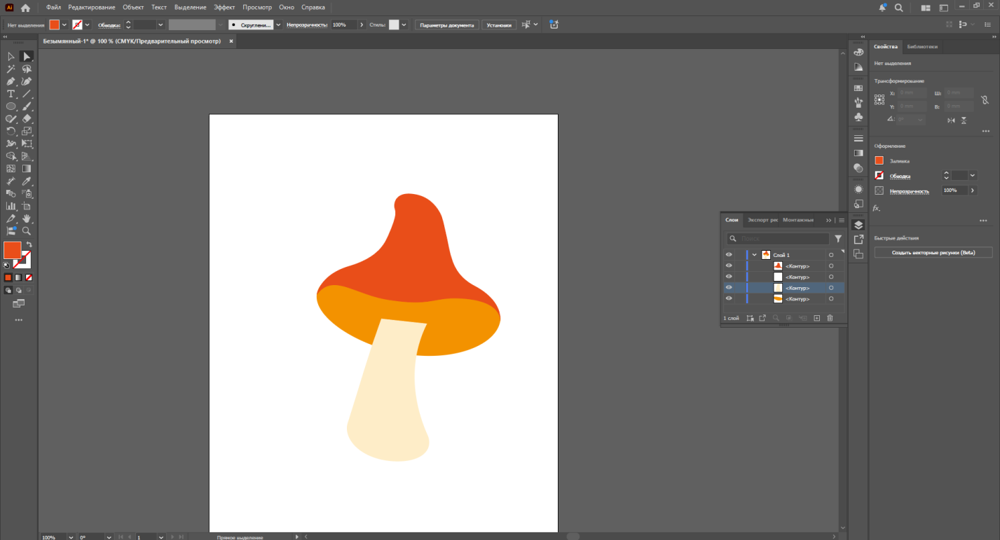 Ai Файл Редактирование Объект Текст Выделение Эффект Просмотр Окно Справка
Нет выделения Обводка: Скруглени... Непрозрачность: 100% Стиль: Параметры документа Установки
Безымянный-1* @ 100 % (CMYK/Предварительный просмотр) ×
Свойства Библиотеки
Нет выделения
Трансформирование
X: 0 mm Ш: 0 mm
Y: 0 mm В: 0 mm
0°
Оформление
Заливка
Обводка
Непрозрачность 100%
fx.
Быстрые действия
Создать векторные рисунки (Beta)
Слои Экспорт рес Монтажны
Поиск
Слой 1
<Контур>
<Контур>
<Контур>
<Контур>
1 слой
100% 0° 1 Прямое выделение